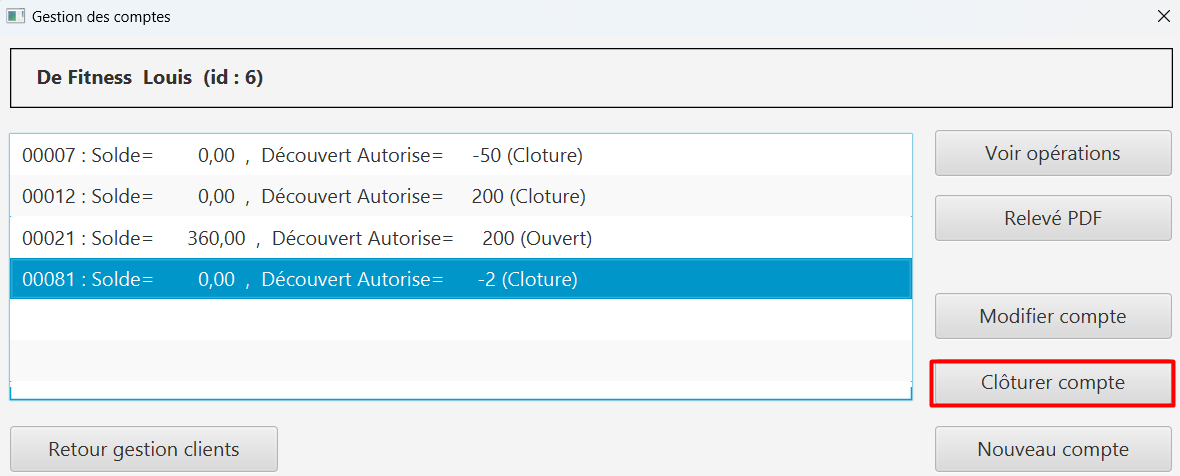 Gestion des comptes
De Fitness Louis (id : 6)
00007 : Solde= 0,00 , Découvert Autorise= -50 (Cloture)
00012 : Solde= 0,00 , Découvert Autorise= 200 (Cloture)
00021 : Solde= 360,00 , Découvert Autorise= 200 (Ouvert)
00081 : Solde= 0,00 , Découvert Autorise= -2 (Cloture)
Voir opérations
Relevé PDF
Modifier compte
Clôturer compte
Retour gestion clients
Nouveau compte